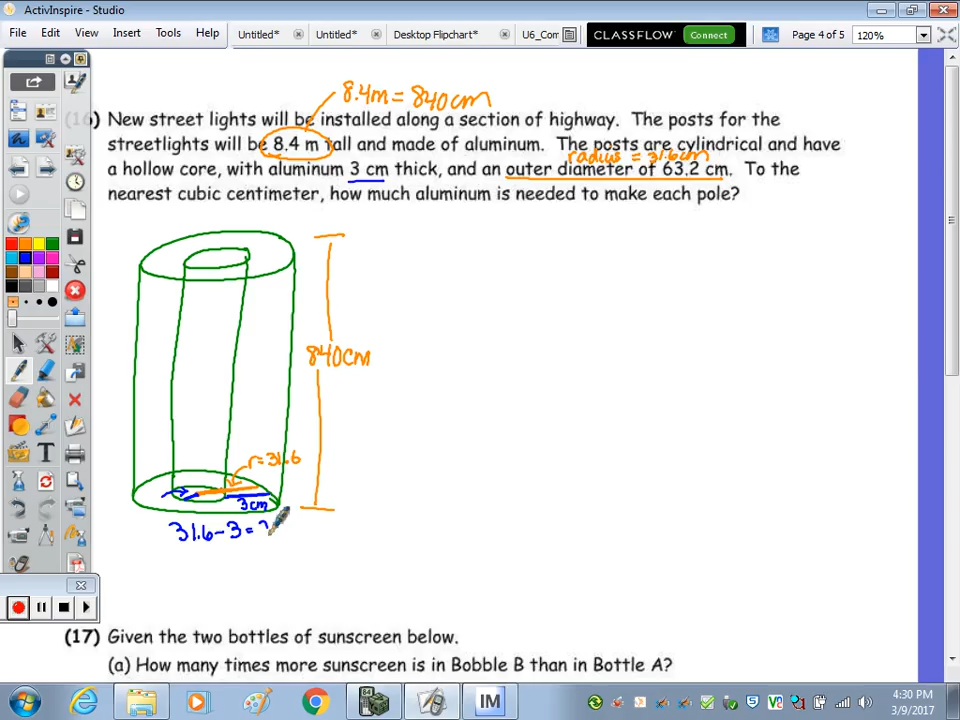 ActivInspire - Studio
File Edit View Insert Tools Help Untitled* Untitled* Desktop Flipchart* U6_Com CLASSFLOW Connect Page 4 of 5 120%
8.4m = 840cm
(16) New street lights will be installed along a section of highway. The posts for the
streetlights will be 8.4 m tall and made of aluminum. The posts are cylindrical and have
radius = 31.6cm
a hollow core, with aluminum 3 cm thick, and an outer diameter of 63.2 cm. To the
nearest cubic centimeter, how much aluminum is needed to make each pole?
840cm
r=31.6
3cm
31.6-3=
(17) Given the two bottles of sunscreen below.
(a) How many times more sunscreen is in Bobble B than in Bottle A?
84
IM
4:30 PM
3/9/2017